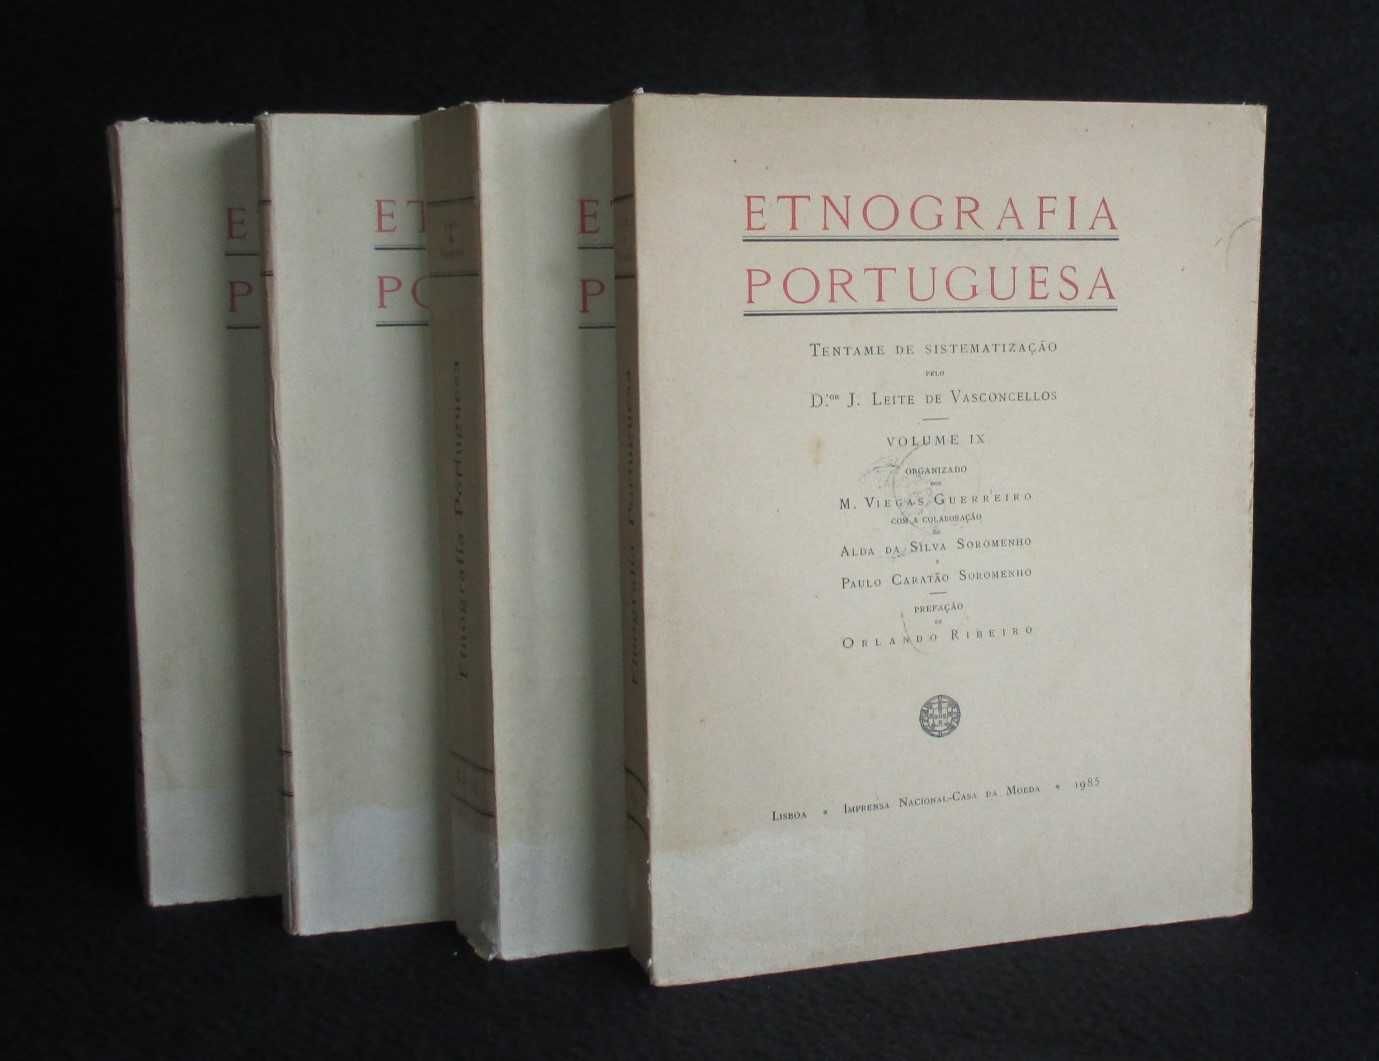 E
P
ET
PO
Etnografia Portuguesa
E
P
Etnografia Portuguesa
ETNOGRAFIA
PORTUGUESA
TENTAME DE SISTEMATIZAÇÃO
PELO
D.or J. LEITE DE VASCONCELLOS
VOLUME IX
ORGANIZADO
POR
M. VIEGAS GUERREIRO
COM A COLABORAÇÃO
DE
ALDA DA SILVA SOROMENHO
E
PAULO CARATÃO SOROMENHO
PREFAÇÃO
DE
ORLANDO RIBEIRO
LISBOA * IMPRENSA NACIONAL-CASA DA MOEDA * 1985